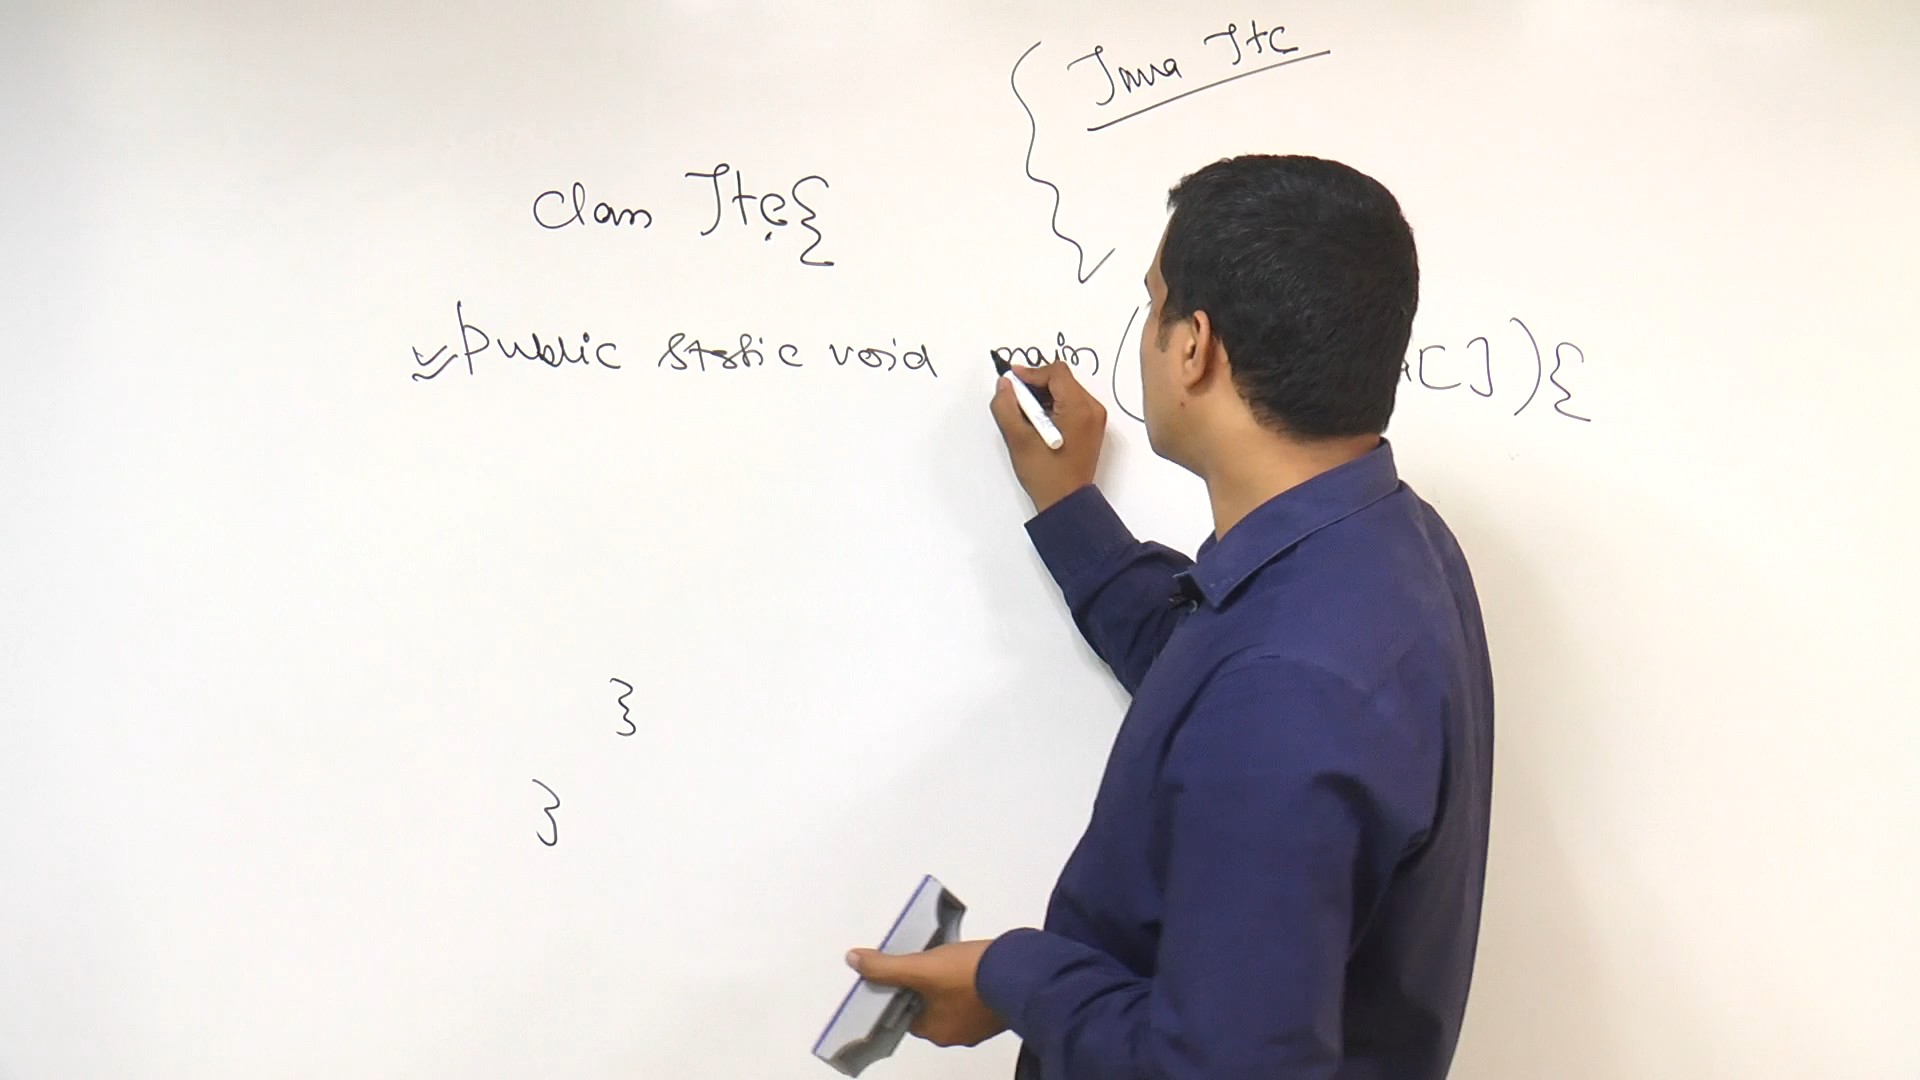 Java Jtc
class Jtc{
public static void main( []){
}
}